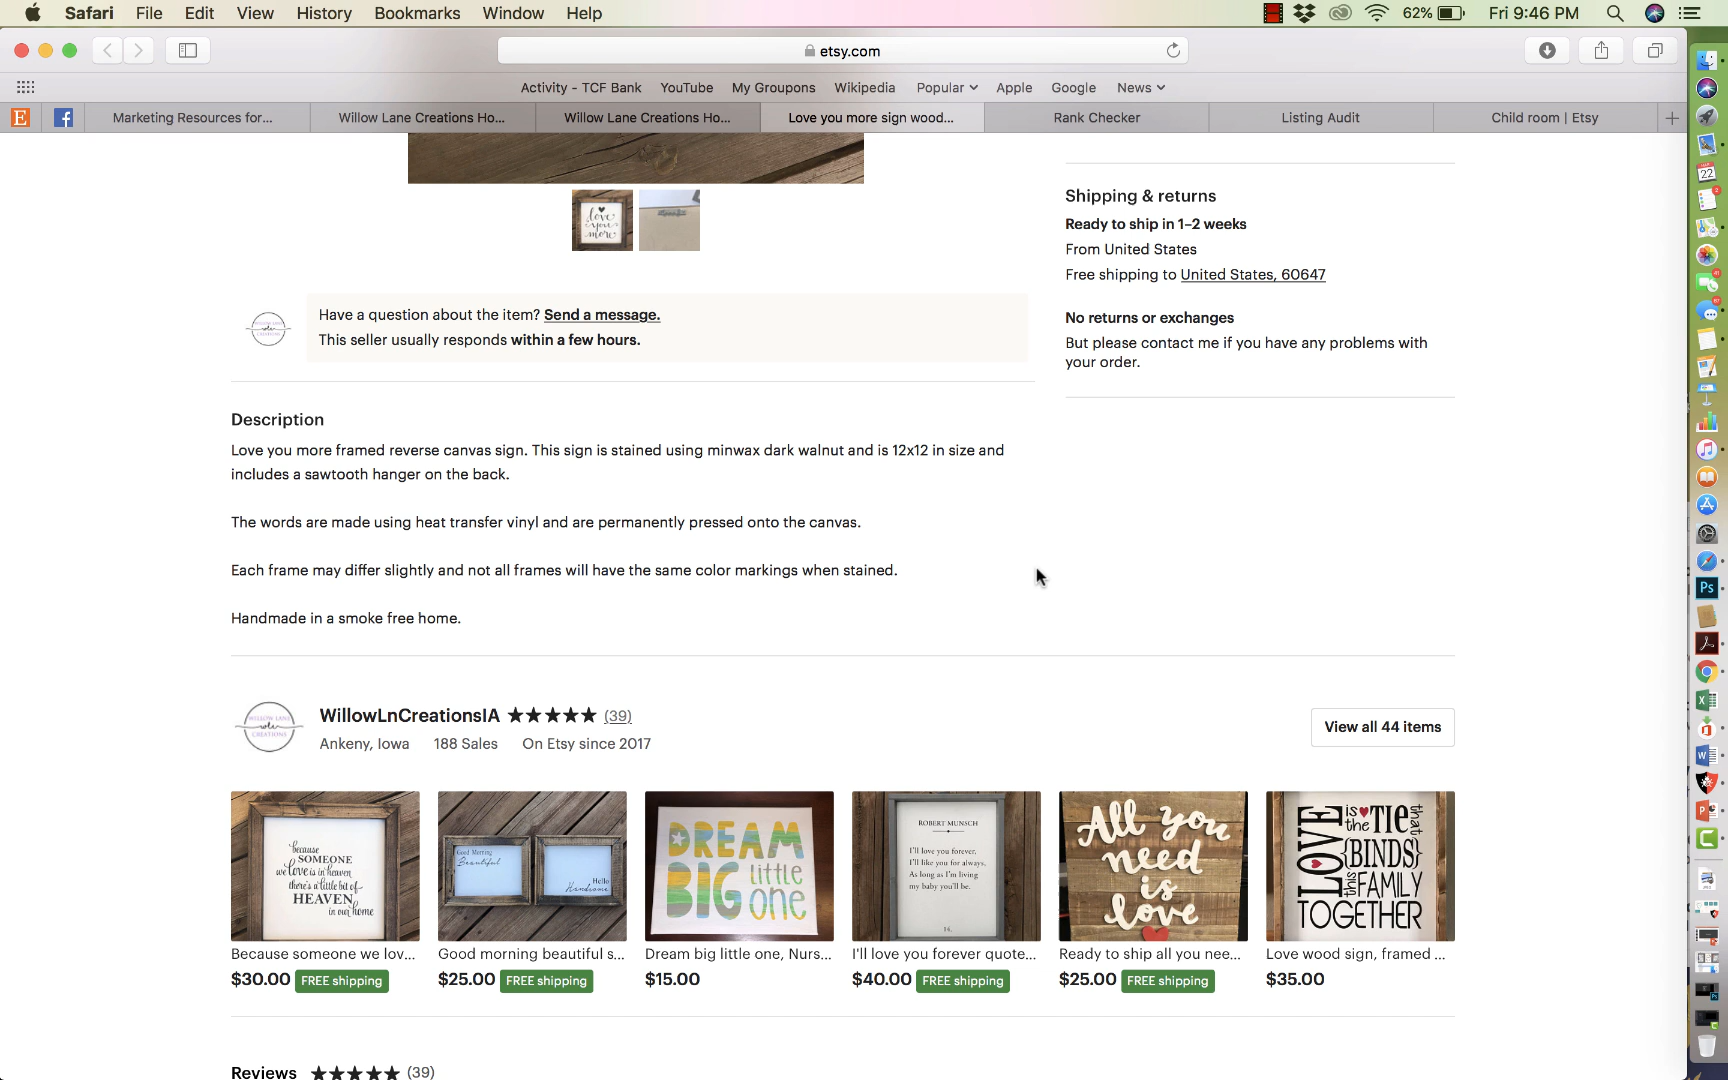 Safari File Edit View History Bookmarks Window Help
62% Fri 9:46 PM
etsy.com
Activity - TCF Bank YouTube My Groupons Wikipedia Popular Apple Google News
E f Marketing Resources for... Willow Lane Creations Ho... Willow Lane Creations Ho... Love you more sign wood... Rank Checker Listing Audit Child room | Etsy
love
you
more
Shipping & returns
Ready to ship in 1–2 weeks
From United States
Free shipping to United States, 60647
No returns or exchanges
But please contact me if you have any problems with
your order.
Have a question about the item? Send a message.
This seller usually responds within a few hours.
Description
Love you more framed reverse canvas sign. This sign is stained using minwax dark walnut and is 12x12 in size and
includes a sawtooth hanger on the back.
The words are made using heat transfer vinyl and are permanently pressed onto the canvas.
Each frame may differ slightly and not all frames will have the same color markings when stained.
Handmade in a smoke free home.
WILLOW LANE
CREATIONS
WillowLnCreationsIA (39)
Ankeny, Iowa 188 Sales On Etsy since 2017
View all 44 items
because
SOMEONE
we love is in heaven
there's a little bit of
HEAVEN
in our home
Good Morning
Beautiful
Hello
Handsome
DREAM
BIG little
one
ROBERT MUNSCH
I'll love you forever,
I'll like you for always,
As long as I'm living
my baby you'll be.
All you
need
is
love
LOVE is the TIE that
{BINDS}
this FAMILY
TOGETHER
Because someone we lov...
$30.00 FREE shipping
Good morning beautiful s...
$25.00 FREE shipping
Dream big little one, Nurs...
$15.00
I'll love you forever quote...
$40.00 FREE shipping
Ready to ship all you nee...
$25.00 FREE shipping
Love wood sign, framed ...
$35.00
Reviews (39)
22
Ps